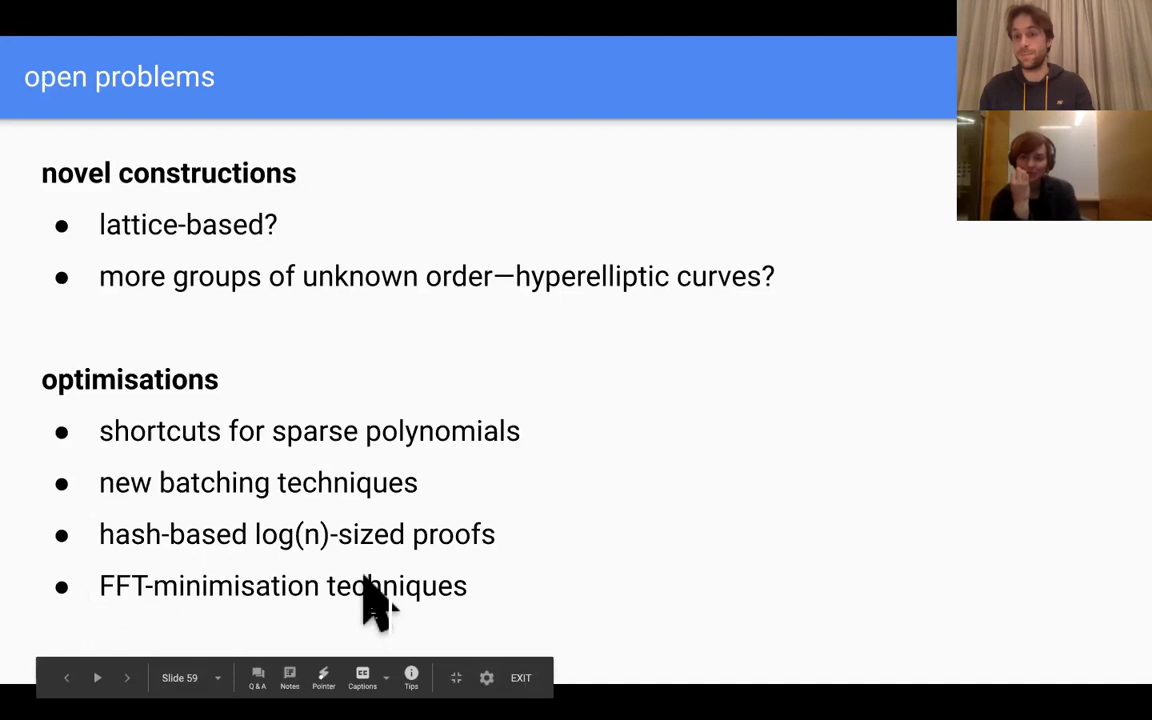 open problems
novel constructions
● lattice-based?
● more groups of unknown order—hyperelliptic curves?
optimisations
● shortcuts for sparse polynomials
● new batching techniques
● hash-based log(n)-sized proofs
● FFT-minimisation techniques
Slide 59
Q & A
Notes
Pointer
CC
Captions
Tips
EXIT